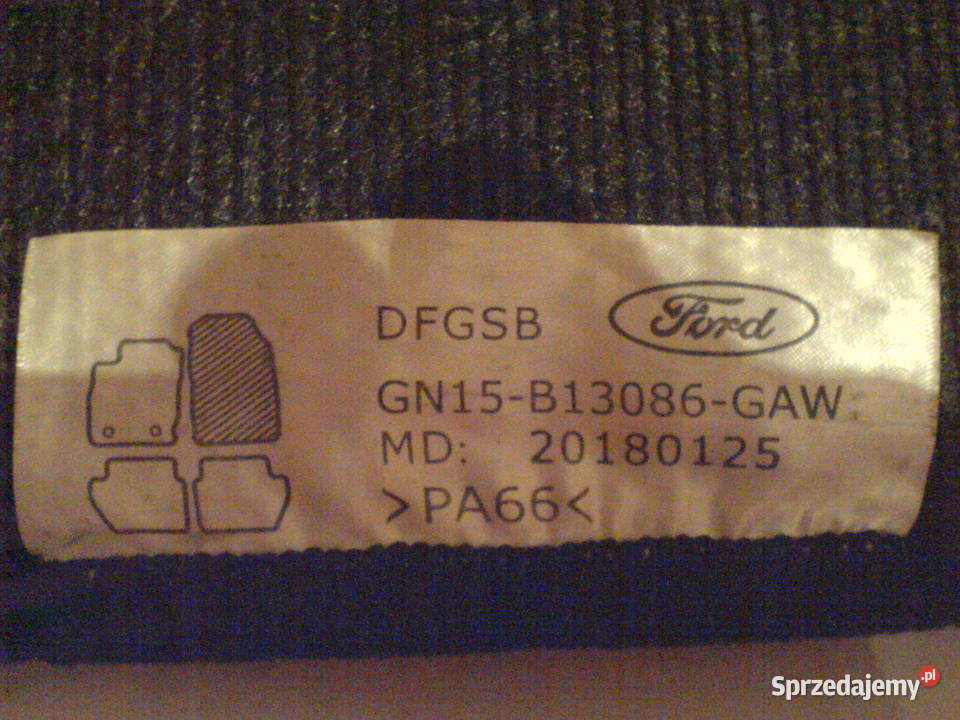 DFGSB
Ford
GN15-B13086-GAW
MD: 20180125
>PA66<
Sprzedajemy.pl